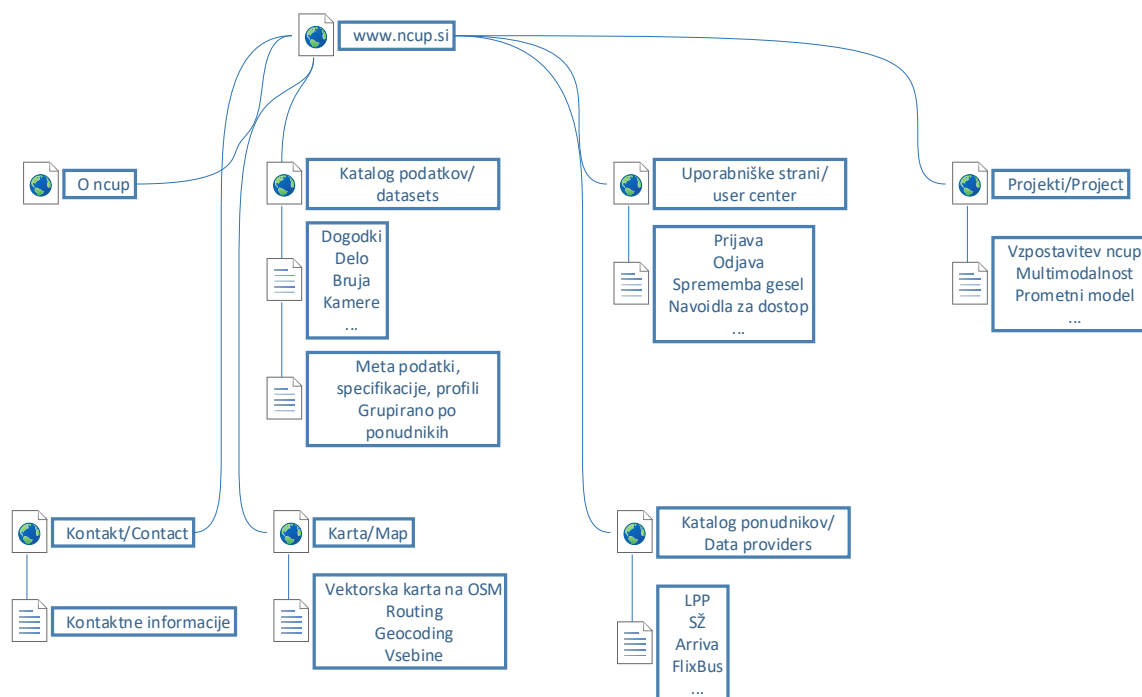 www.ncup.si
O ncup
Katalog podatkov/
datasets
Uporabniške strani/
user center
Projekti/Project
Dogodki
Delo
Bruja
Kamere
...
Prijava
Odjava
Sprememba gesel
Navoidla za dostop
...
Vzpostavitev ncup
Multimodalnost
Prometni model
...
Meta podatki,
specifikacije, profili
Grupirano po
ponudnikih
Kontakt/Contact
Karta/Map
Katalog ponudnikov/
Data providers
Kontaktne informacije
Vektorska karta na OSM
Routing
Geocoding
Vsebine
LPP
SŽ
Arriva
FlixBus
...